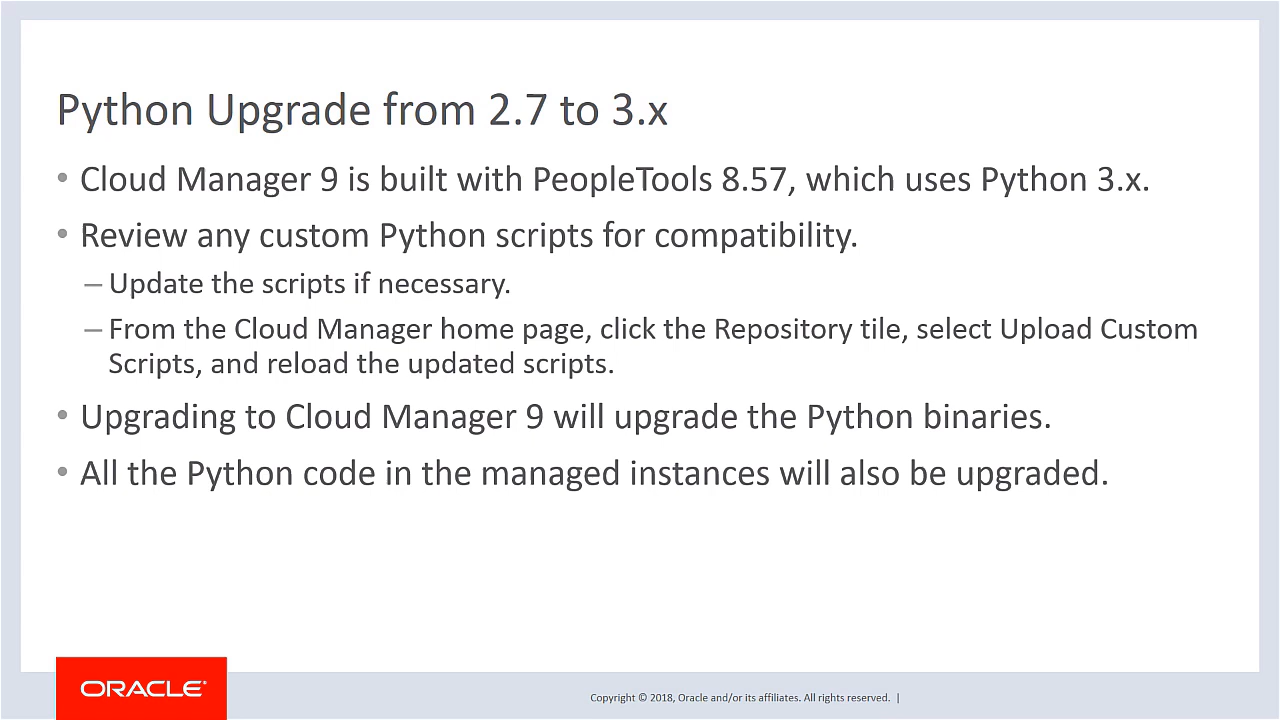 Python Upgrade from 2.7 to 3.x
• Cloud Manager 9 is built with PeopleTools 8.57, which uses Python 3.x.
• Review any custom Python scripts for compatibility.
– Update the scripts if necessary.
– From the Cloud Manager home page, click the Repository tile, select Upload Custom
Scripts, and reload the updated scripts.
• Upgrading to Cloud Manager 9 will upgrade the Python binaries.
• All the Python code in the managed instances will also be upgraded.
ORACLE®
Copyright © 2018, Oracle and/or its affiliates. All rights reserved. |